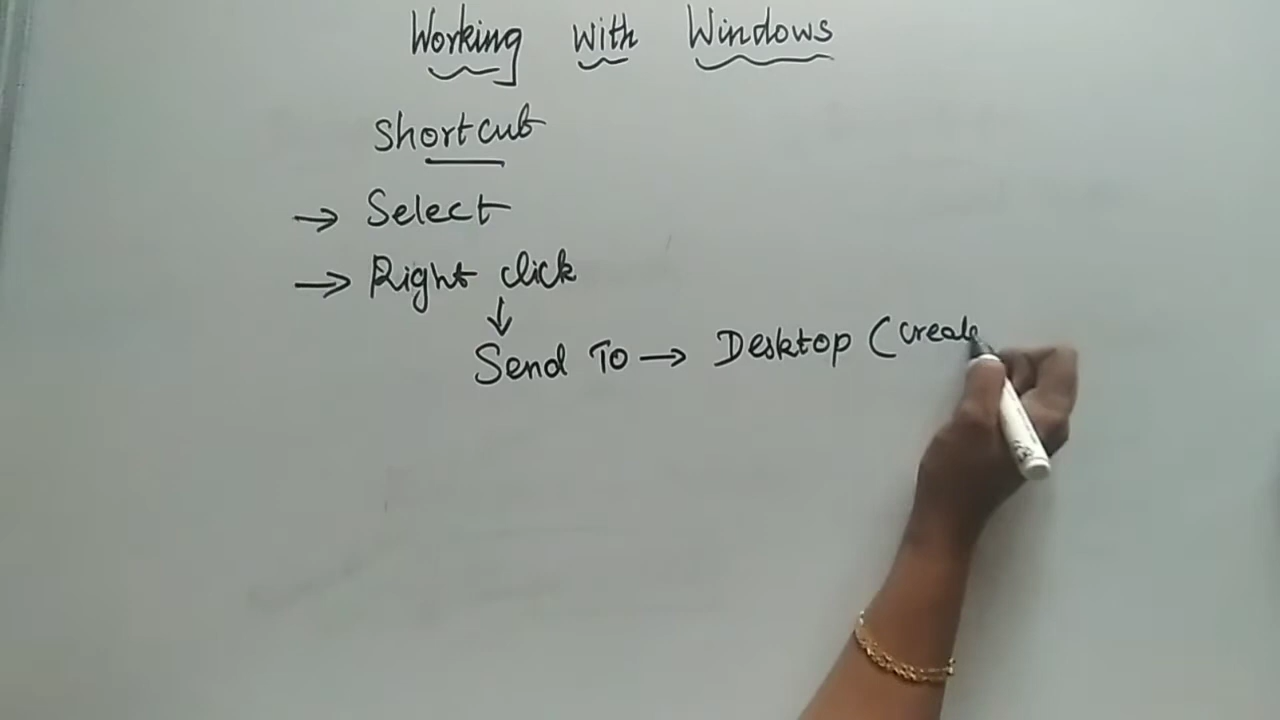 Working with Windows
Shortcut
→ Select
→ Right click
↓
Send To → Desktop (Create